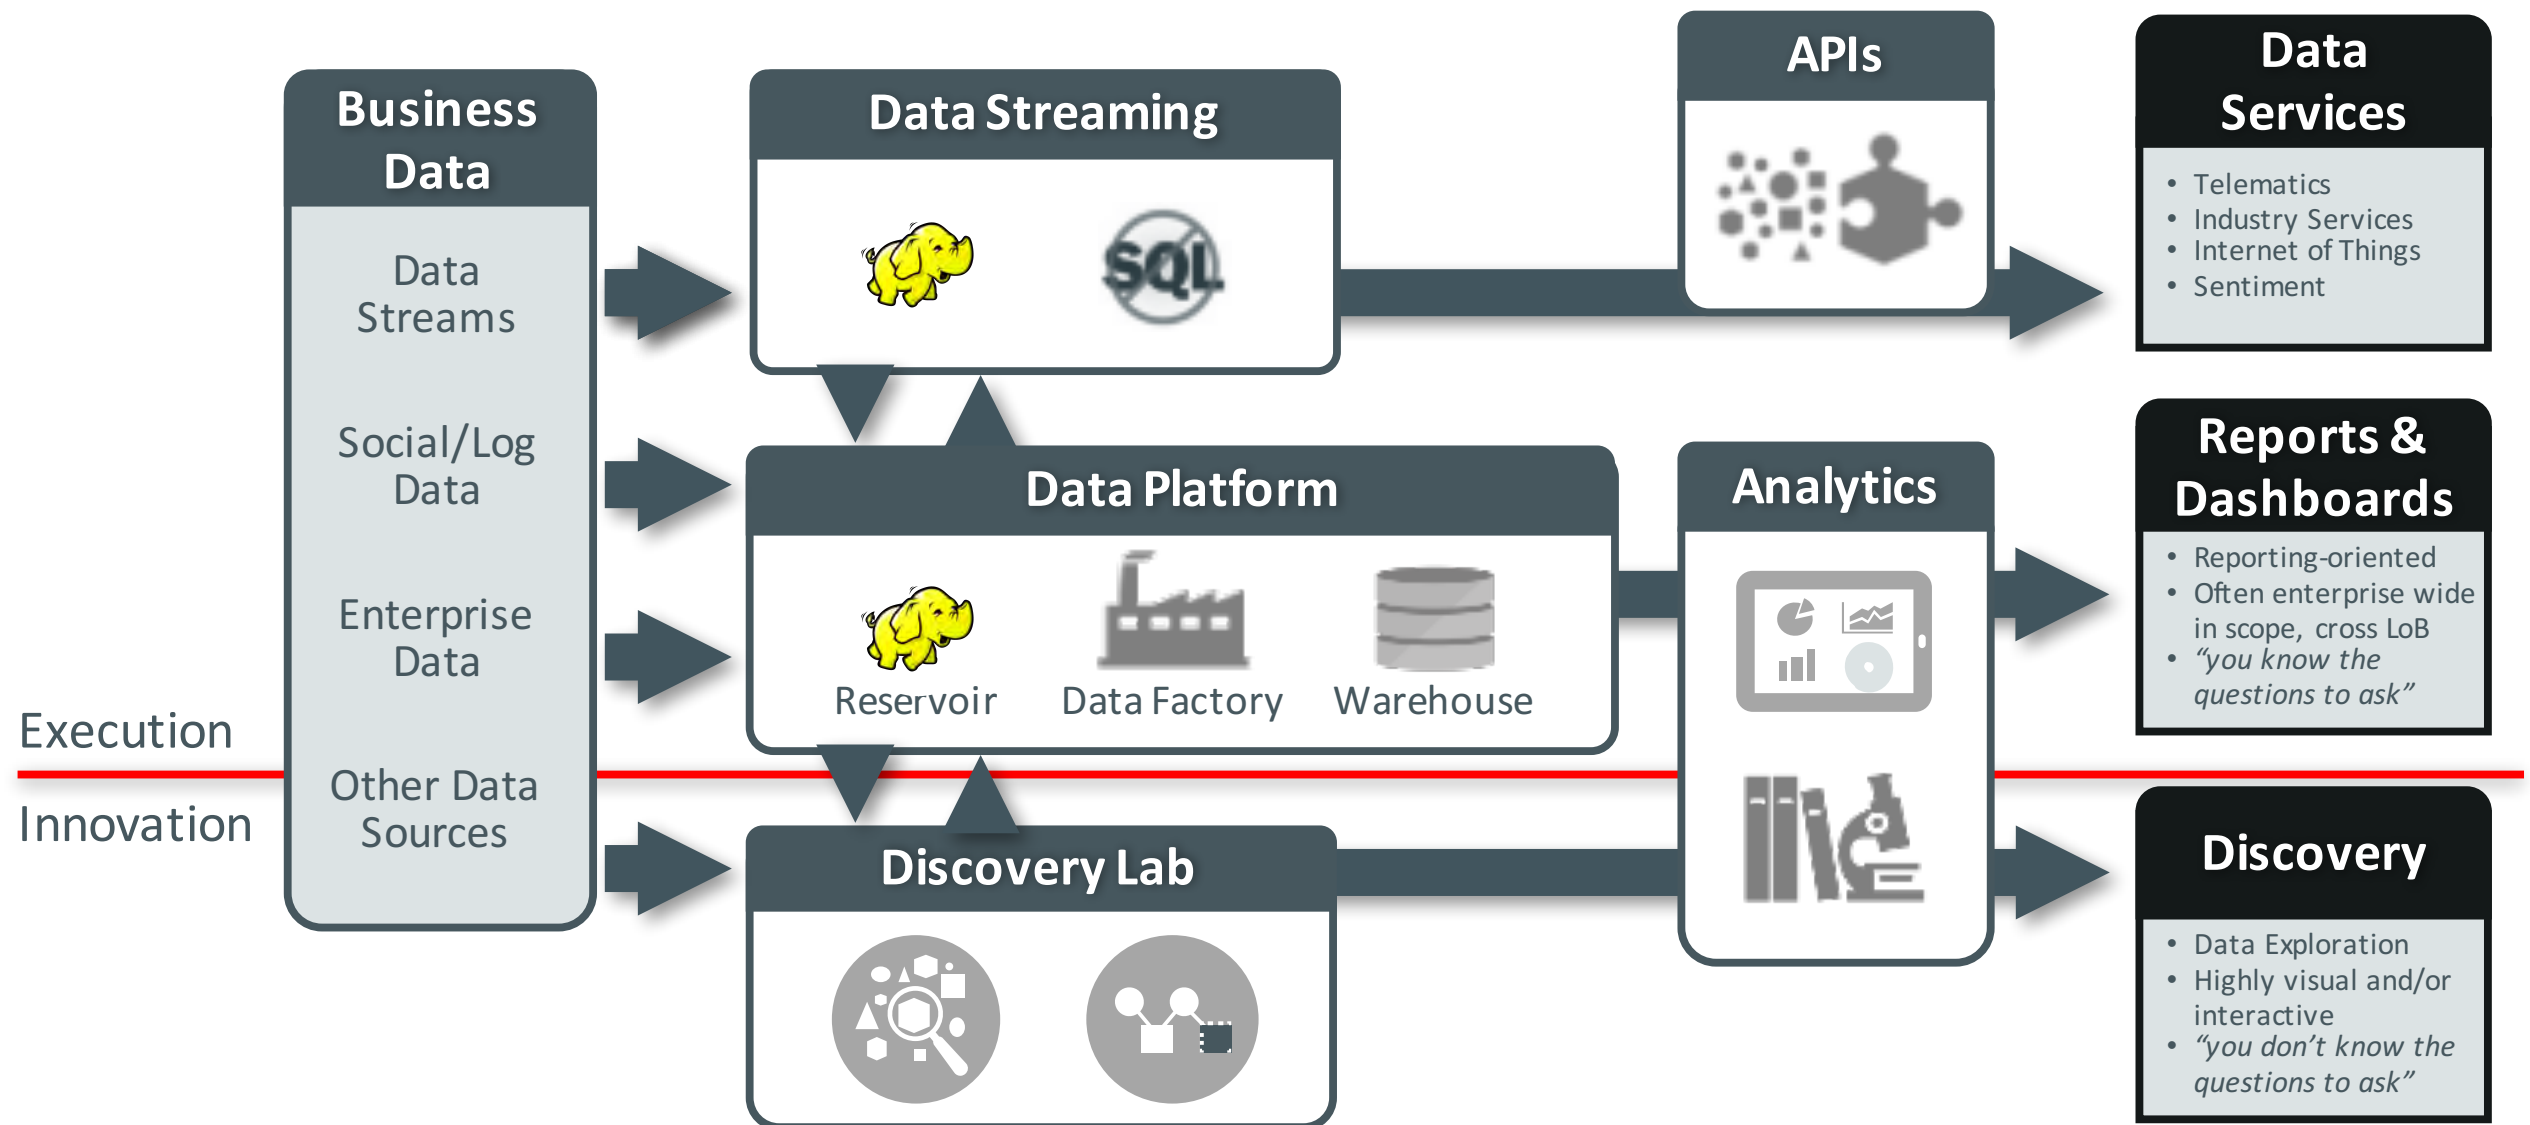 Business
Data
Data
Streams
Social/Log
Data
Enterprise
Data
Other Data
Sources
Execution
Innovation
Data Streaming
SQL
Data Platform
Reservoir
Data Factory
Warehouse
Discovery Lab
APIs
Analytics
Data
Services
• Telematics
• Industry Services
• Internet of Things
• Sentiment
Reports &
Dashboards
• Reporting-oriented
• Often enterprise wide
in scope, cross LoB
• “you know the
questions to ask”
Discovery
• Data Exploration
• Highly visual and/or
interactive
• “you don’t know the
questions to ask”